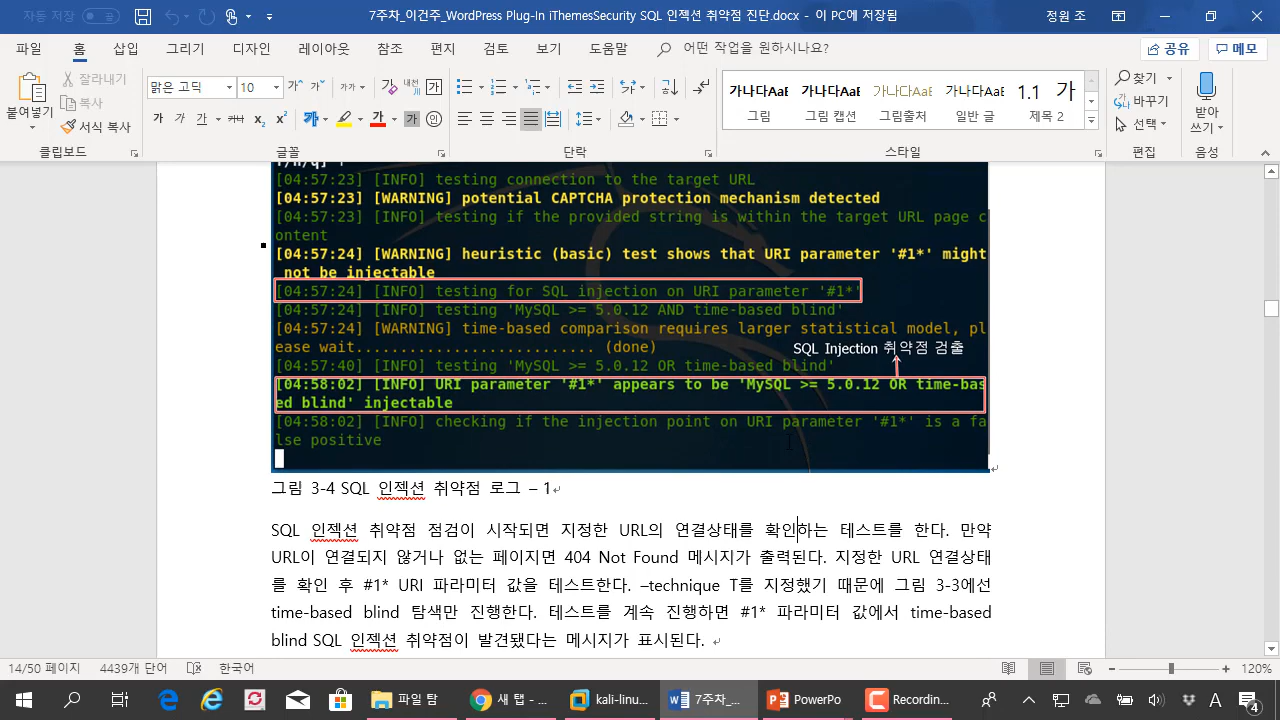 자동 저장
7주차_이건주_WordPress Plug-In iThemesSecurity SQL 인젝션 취약점 진단.docx - 이 PC에 저장됨
정원 조
파일 홈 삽입 그리기 디자인 레이아웃 참조 편지 검토 보기 도움말 어떤 작업을 원하시나요? 공유 메모
붙여넣기
잘라내기
복사
서식 복사
맑은 고딕 10
가나다AaE 가나다AaE 가나다AaE 가나다AaE 1.1 가
그림 그림 캡션 그림출처 일반 글 제목 2
찾기
바꾸기
선택
받아
쓰기
클립보드 글꼴 단락 스타일 편집 음성
[04:57:23] [INFO] testing connection to the target URL
[04:57:23] [WARNING] potential CAPTCHA protection mechanism detected
[04:57:23] [INFO] testing if the provided string is within the target URL page c
ontent
[04:57:24] [WARNING] heuristic (basic) test shows that URI parameter '#1*' might
not be injectable
[04:57:24] [INFO] testing for SQL injection on URI parameter '#1*'
[04:57:24] [INFO] testing 'MySQL >= 5.0.12 AND time-based blind'
[04:57:24] [WARNING] time-based comparison requires larger statistical model, pl
ease wait........................... (done)
SQL Injection 취약점 검출
[04:57:40] [INFO] testing 'MySQL >= 5.0.12 OR time-based blind'
[04:58:02] [INFO] URI parameter '#1*' appears to be 'MySQL >= 5.0.12 OR time-bas
ed blind' injectable
[04:58:02] [INFO] checking if the injection point on URI parameter '#1*' is a fa
lse positive
그림 3-4 SQL 인젝션 취약점 로그 – 1
SQL 인젝션 취약점 점검이 시작되면 지정한 URL의 연결상태를 확인하는 테스트를 한다. 만약
URL이 연결되지 않거나 없는 페이지면 404 Not Found 메시지가 출력된다. 지정한 URL 연결상태
를 확인 후 #1* URI 파라미터 값을 테스트한다. –technique T를 지정했기 때문에 그림 3-3에선
time-based blind 탐색만 진행한다. 테스트를 계속 진행하면 #1* 파라미터 값에서 time-based
blind SQL 인젝션 취약점이 발견됐다는 메시지가 표시된다.
14/50 페이지 4439개 단어 한국어 120%
파일 탐 새 탭 - ... kali-linu... 7주차_... PowerPo Recordin... A 4